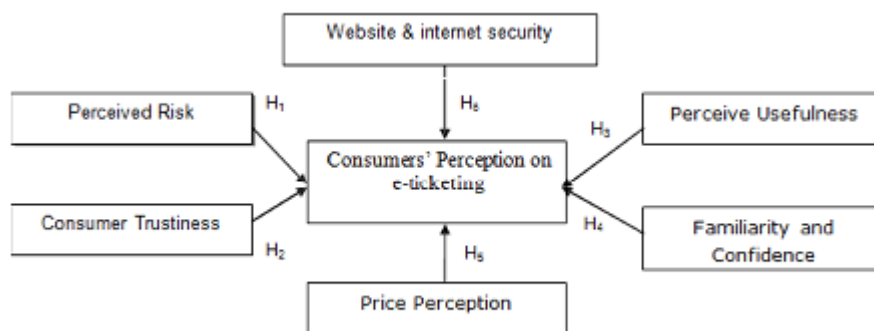 Website & internet security
Perceived Risk
H1
H6
H3
Perceive Usefulness
Consumers' Perception on
e-ticketing
Consumer Trustiness
H2
H4
Familiarity and
Confidence
H5
Price Perception